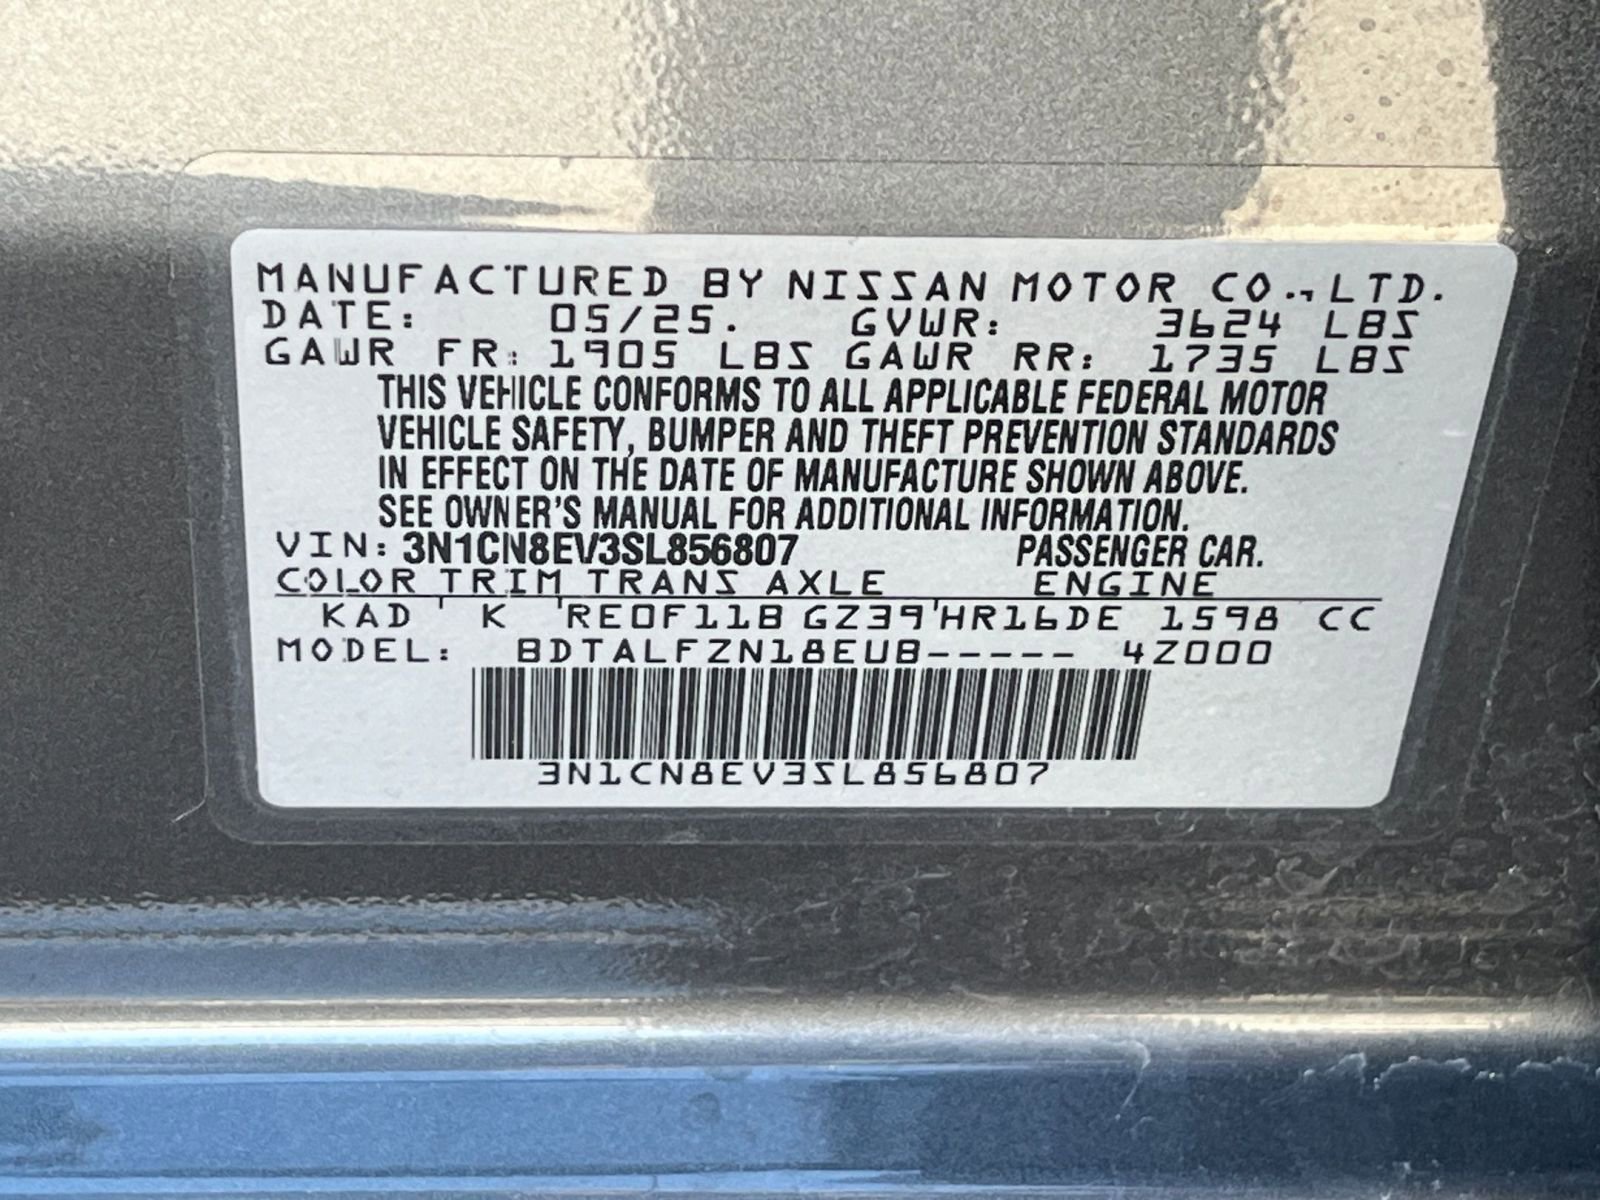 MANUFACTURED BY NISSAN MOTOR CO., LTD.
DATE: 05/25. GVWR: 3624 LBS
GAWR FR: 1905 LBS GAWR RR: 1735 LBS
THIS VEHICLE CONFORMS TO ALL APPLICABLE FEDERAL MOTOR
VEHICLE SAFETY, BUMPER AND THEFT PREVENTION STANDARDS
IN EFFECT ON THE DATE OF MANUFACTURE SHOWN ABOVE.
SEE OWNER'S MANUAL FOR ADDITIONAL INFORMATION.
VIN: 3N1CN8EV3SL856807 PASSENGER CAR.
COLOR TRIM TRANS AXLE ENGINE
KAD ' K 'RE0F11B GZ39'HR16DE 1598 CC
MODEL: BDTALFZN18EUB----- 4Z000
3N1CN8EV3SL856807